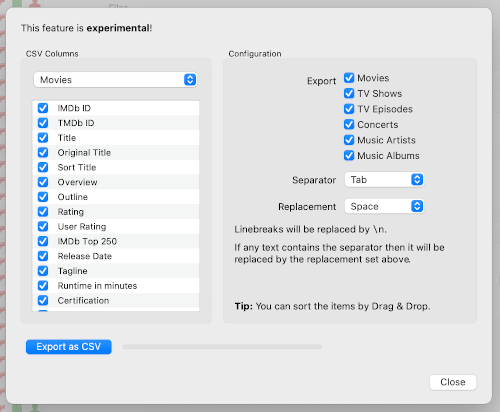 Files
This feature is experimental!
CSV Columns
Movies
IMDb ID
TMDb ID
Title
Original Title
Sort Title
Overview
Outline
Rating
User Rating
IMDb Top 250
Release Date
Tagline
Runtime in minutes
Certification
Configuration
Export
Movies
TV Shows
TV Episodes
Concerts
Music Artists
Music Albums
Separator Tab
Replacement Space
Linebreaks will be replaced by \n.
If any text contains the separator then it will be
replaced by the replacement set above.
Tip: You can sort the items by Drag & Drop.
Export as CSV
Close